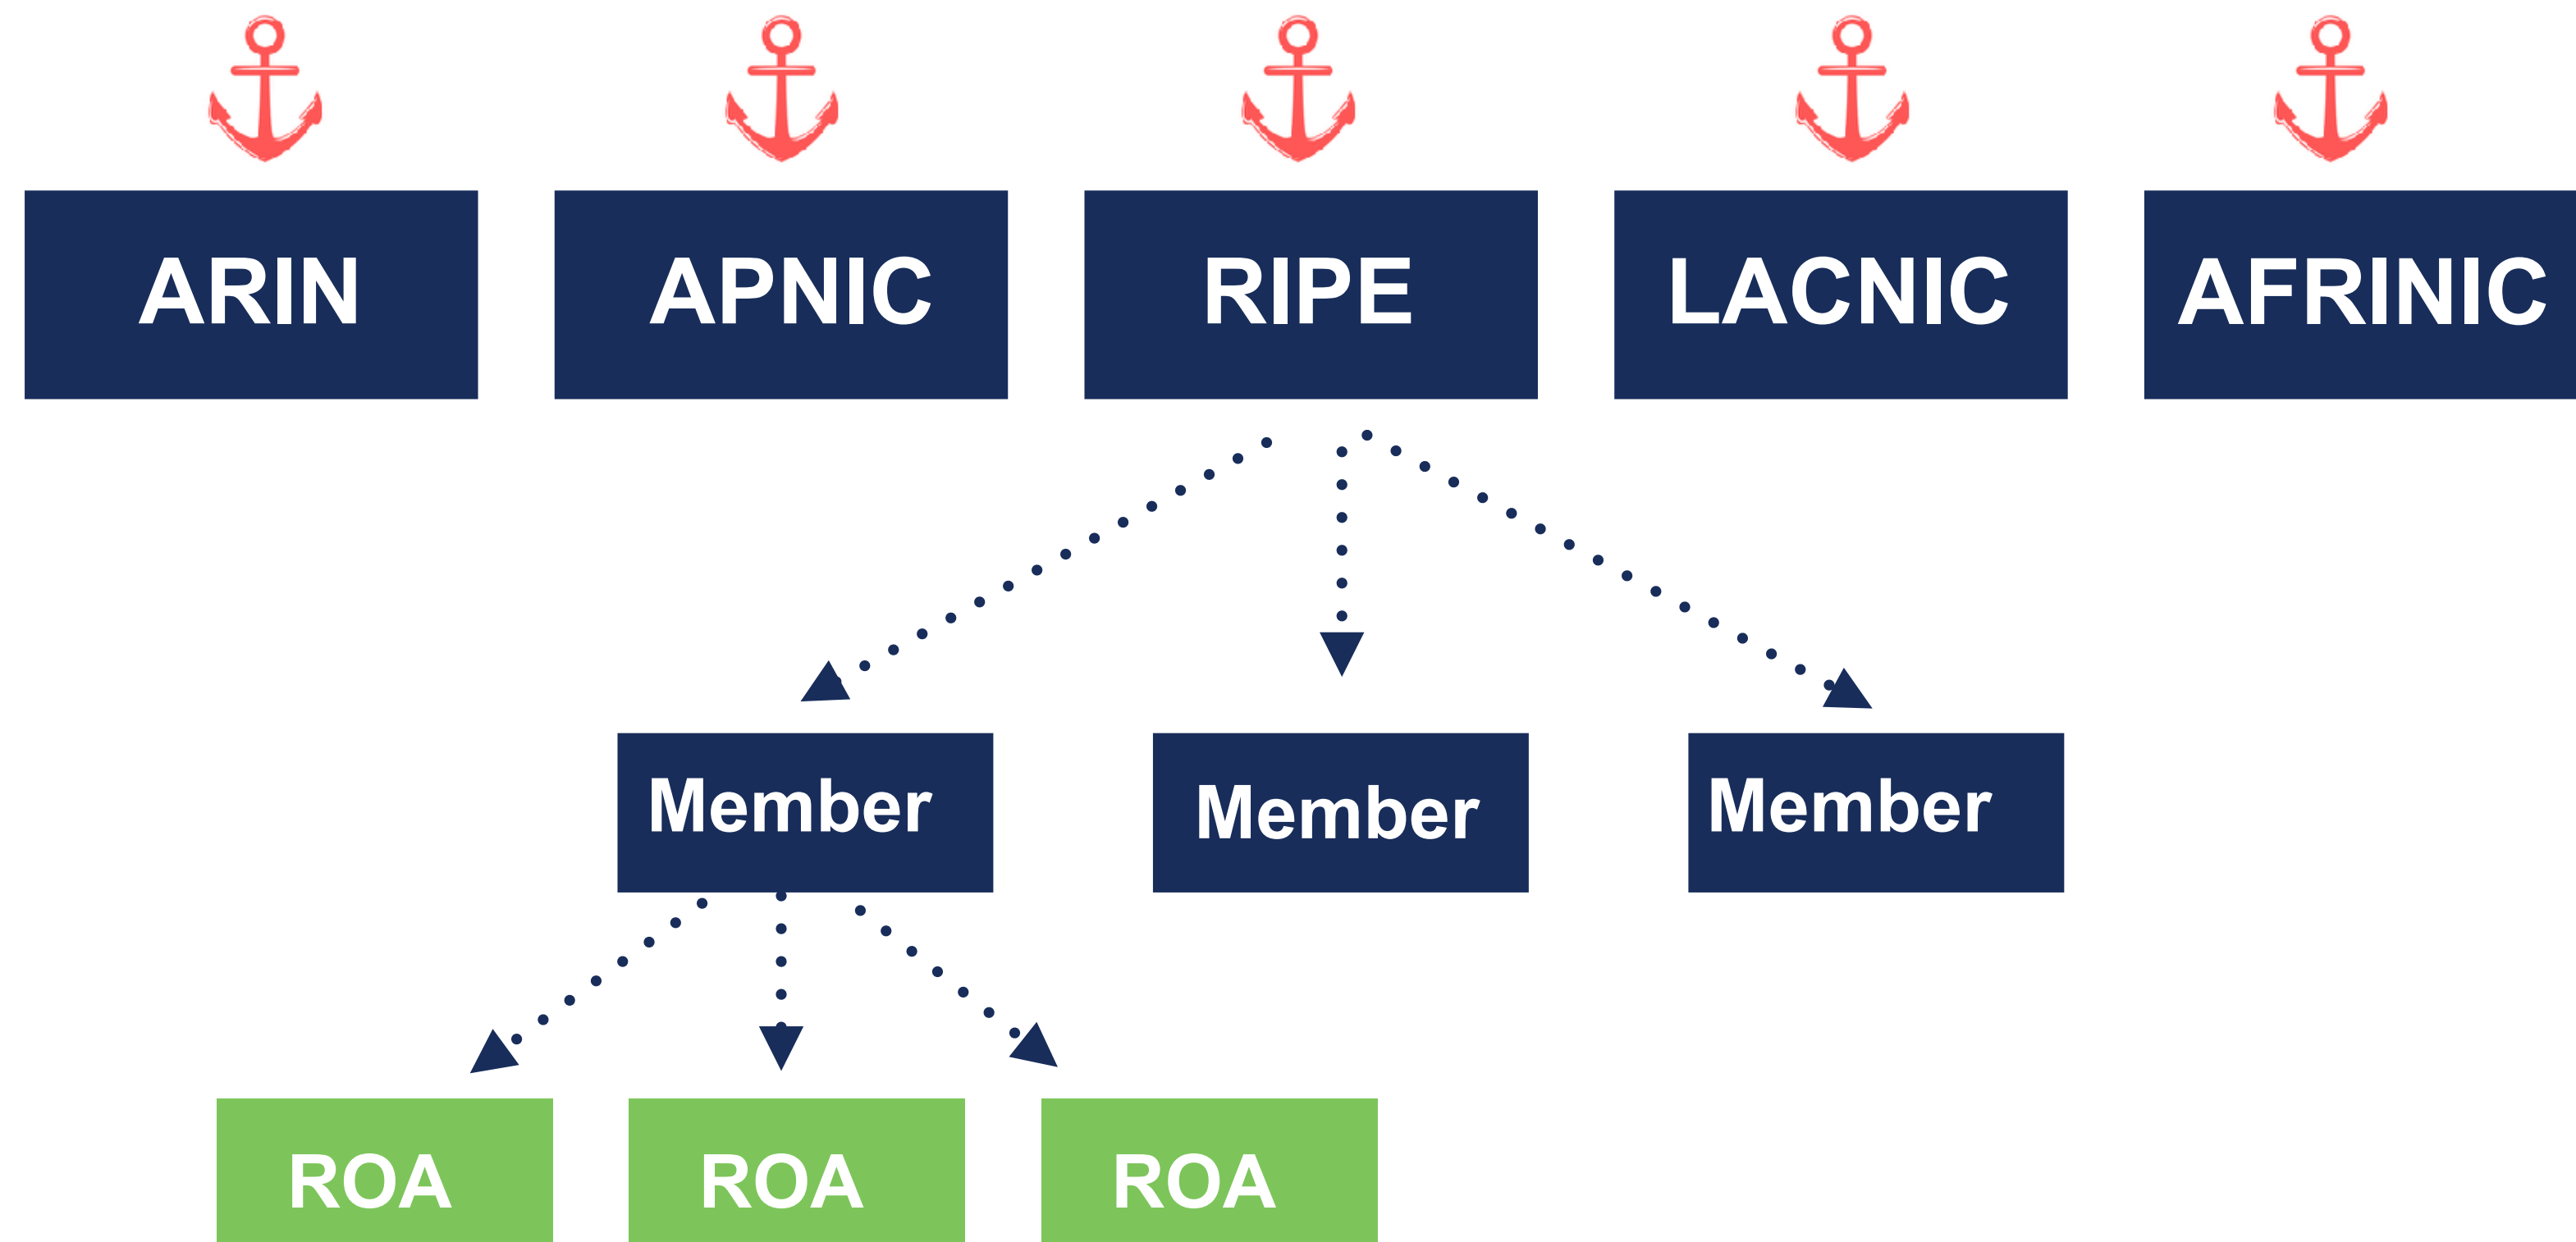 ARIN
APNIC
RIPE
LACNIC
AFRINIC
Member
Member
Member
ROA
ROA
ROA